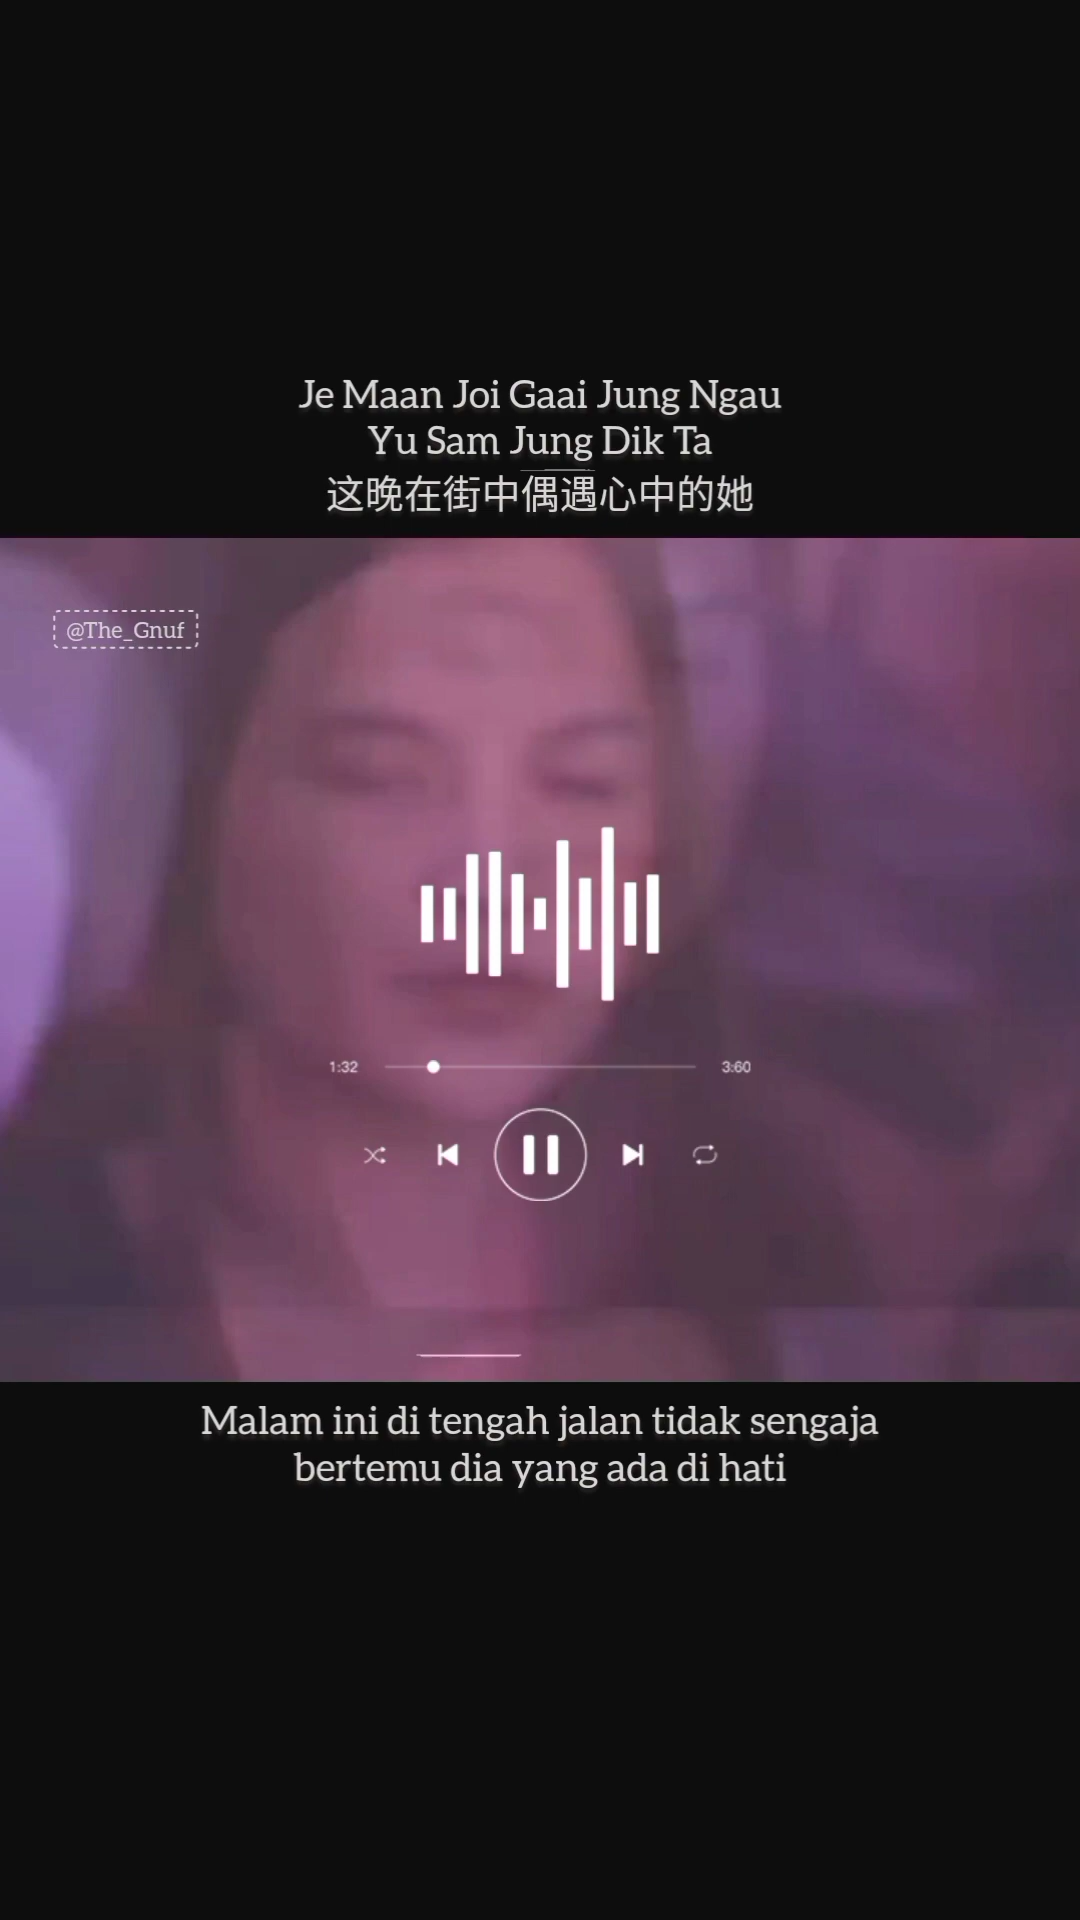 Je Maan Joi Gaai Jung Ngau
Yu Sam Jung Dik Ta
这晚在街中偶遇心中的她
@The_Gnuf
1:32
3:60
Malam ini di tengah jalan tidak sengaja
bertemu dia yang ada di hati